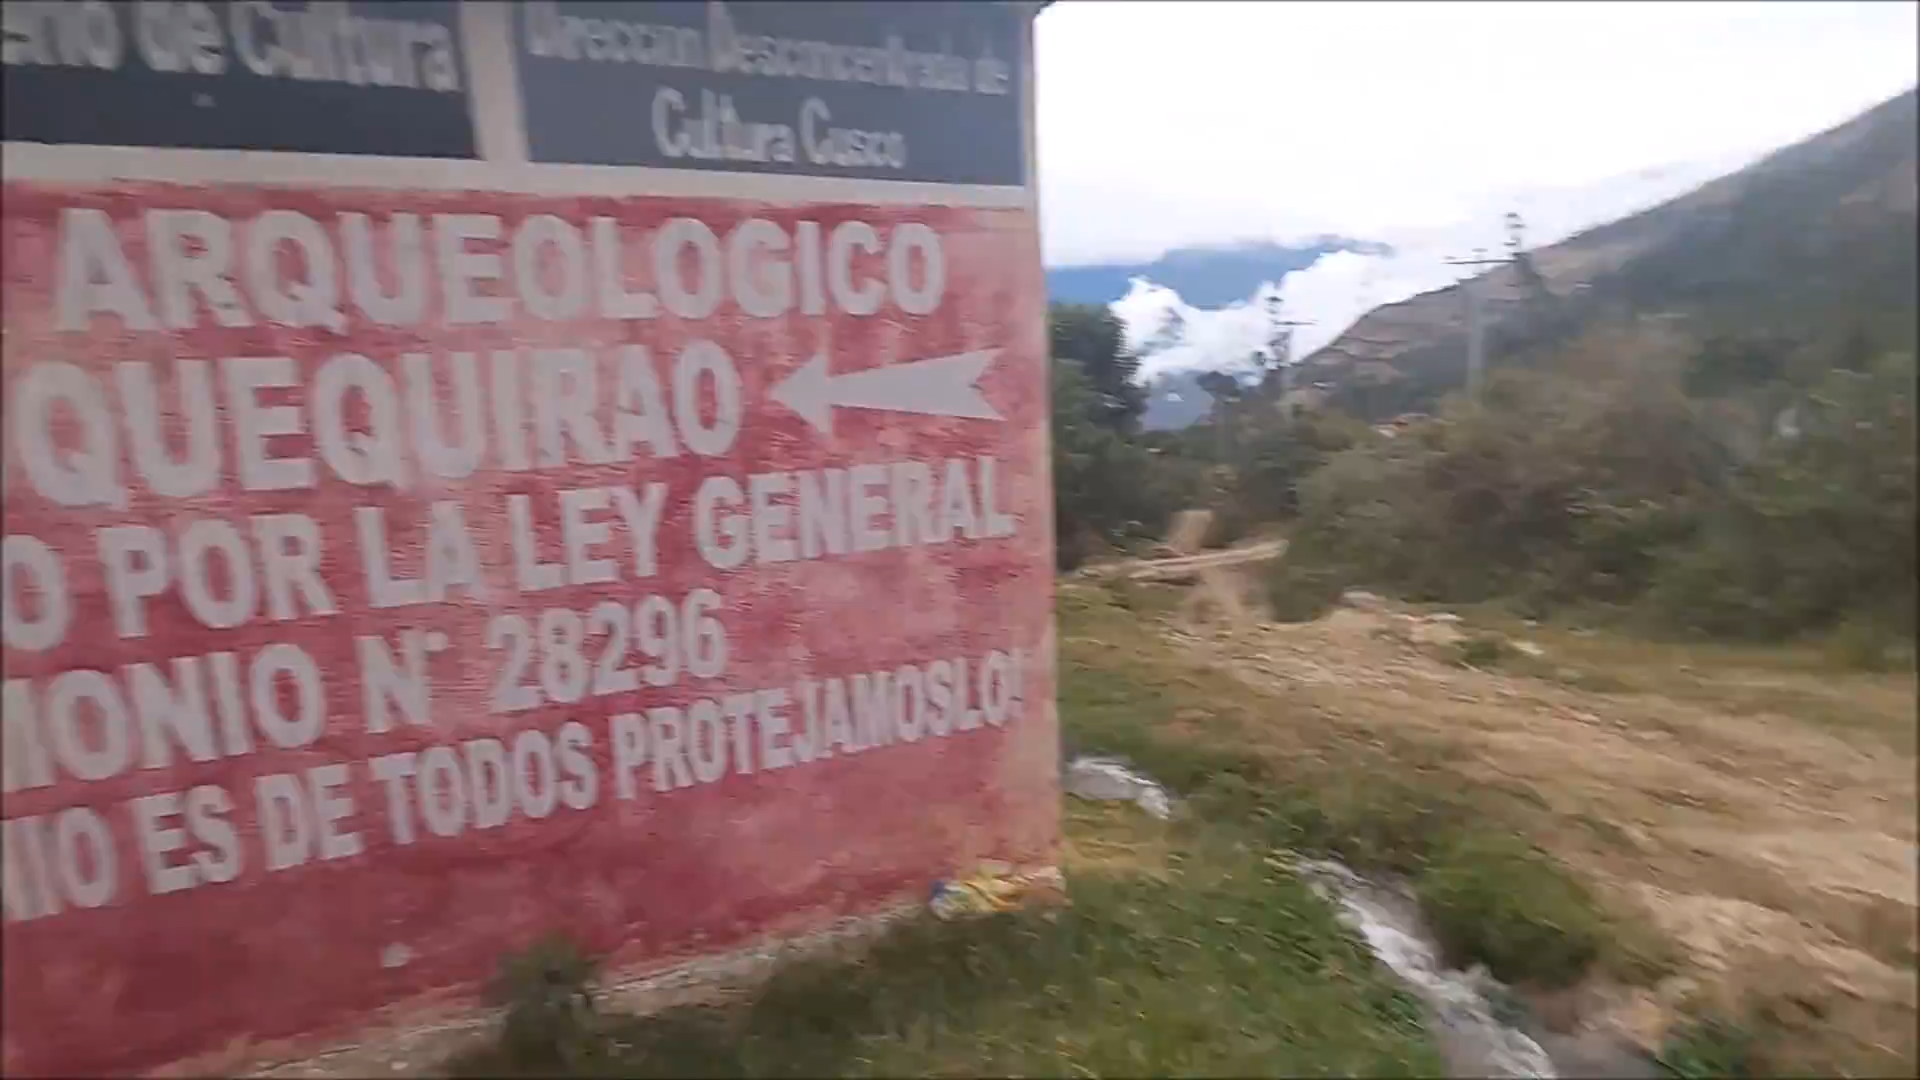 de Cultura
Dirección Desconcentrada de
Cultura Cusco
ARQUEOLOGICO
QUEQUIRAO
POR LA LEY GENERAL
MONIO N° 28296
ES DE TODOS PROTEJAMOSLO!